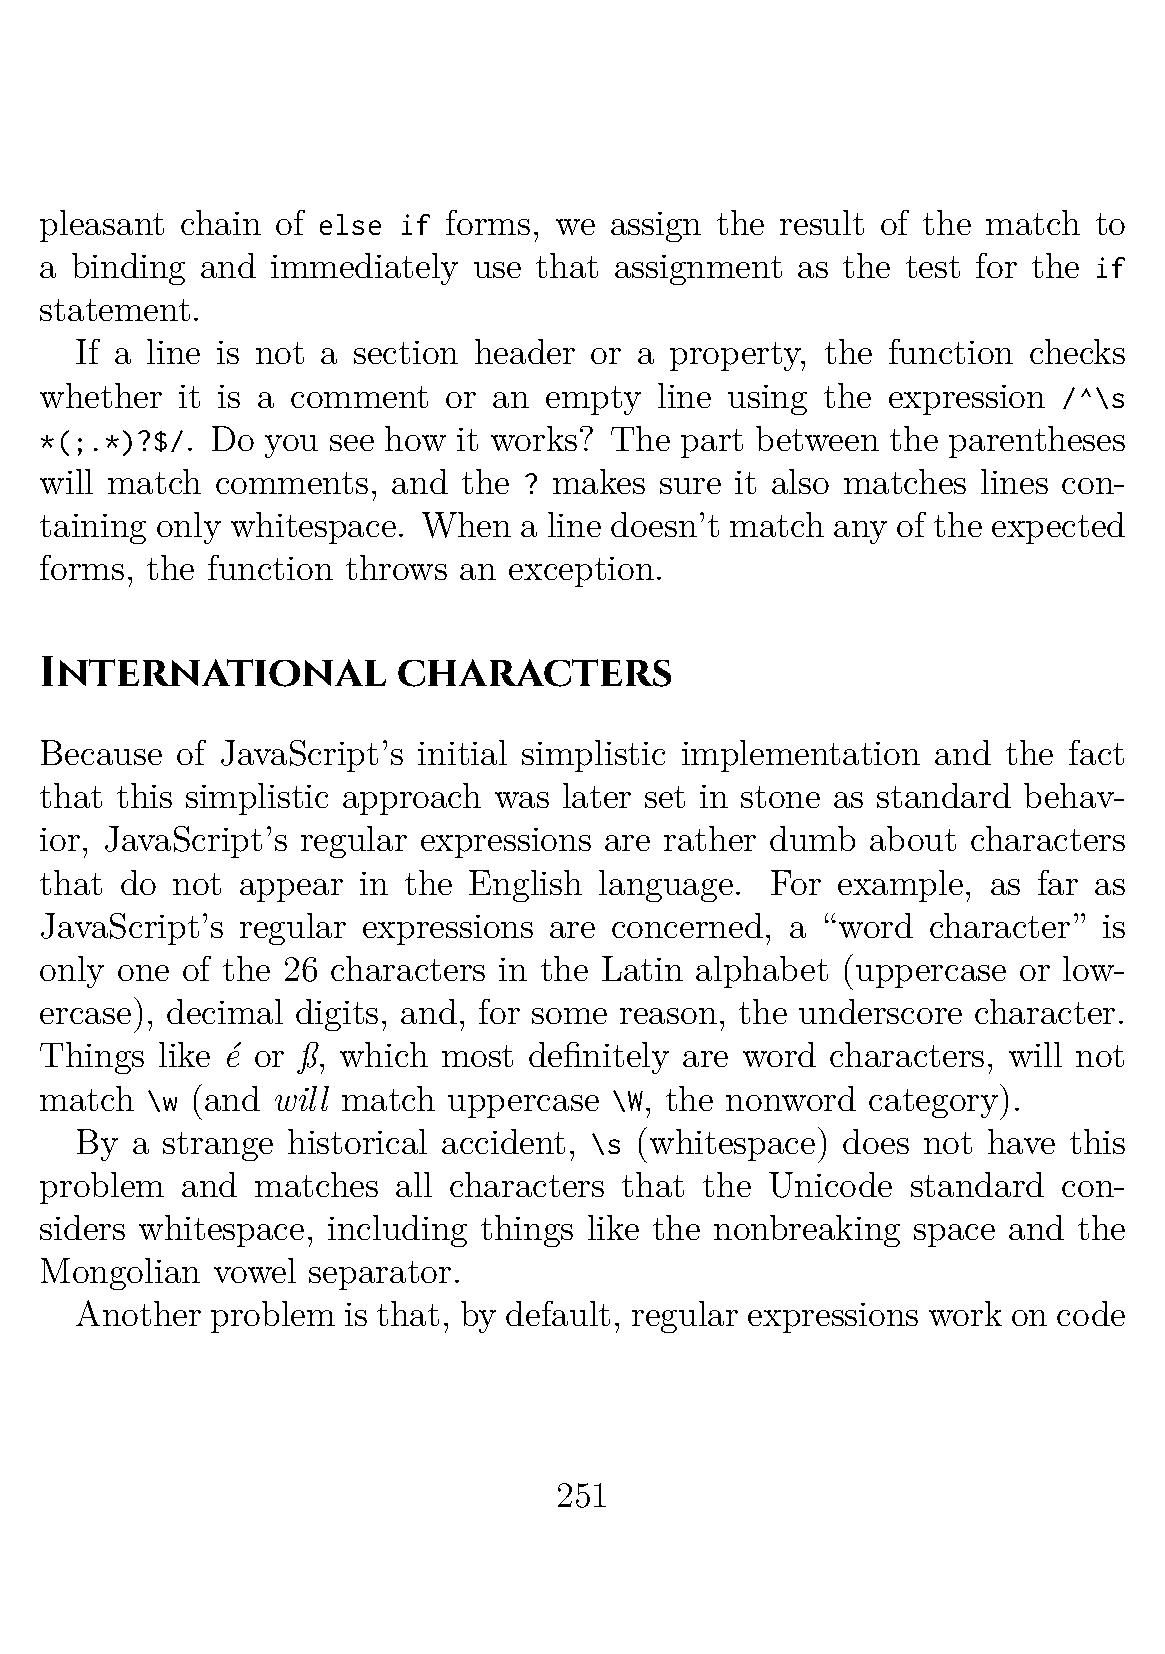 pleasant chain of else if forms, we assign the result of the match to
a binding and immediately use that assignment as the test for the if
statement.
If a line is not a section header or a property, the function checks
whether it is a comment or an empty line using the expression /^\s
*(;.*)?$/. Do you see how it works? The part between the parentheses
will match comments, and the ? makes sure it also matches lines con-
taining only whitespace. When a line doesn't match any of the expected
forms, the function throws an exception.
International characters
Because of JavaScript's initial simplistic implementation and the fact
that this simplistic approach was later set in stone as standard behav-
ior, JavaScript's regular expressions are rather dumb about characters
that do not appear in the English language. For example, as far as
JavaScript's regular expressions are concerned, a “word character” is
only one of the 26 characters in the Latin alphabet (uppercase or low-
ercase), decimal digits, and, for some reason, the underscore character.
Things like é or ß, which most definitely are word characters, will not
match \w (and will match uppercase \W, the nonword category).
By a strange historical accident, \s (whitespace) does not have this
problem and matches all characters that the Unicode standard con-
siders whitespace, including things like the nonbreaking space and the
Mongolian vowel separator.
Another problem is that, by default, regular expressions work on code
251